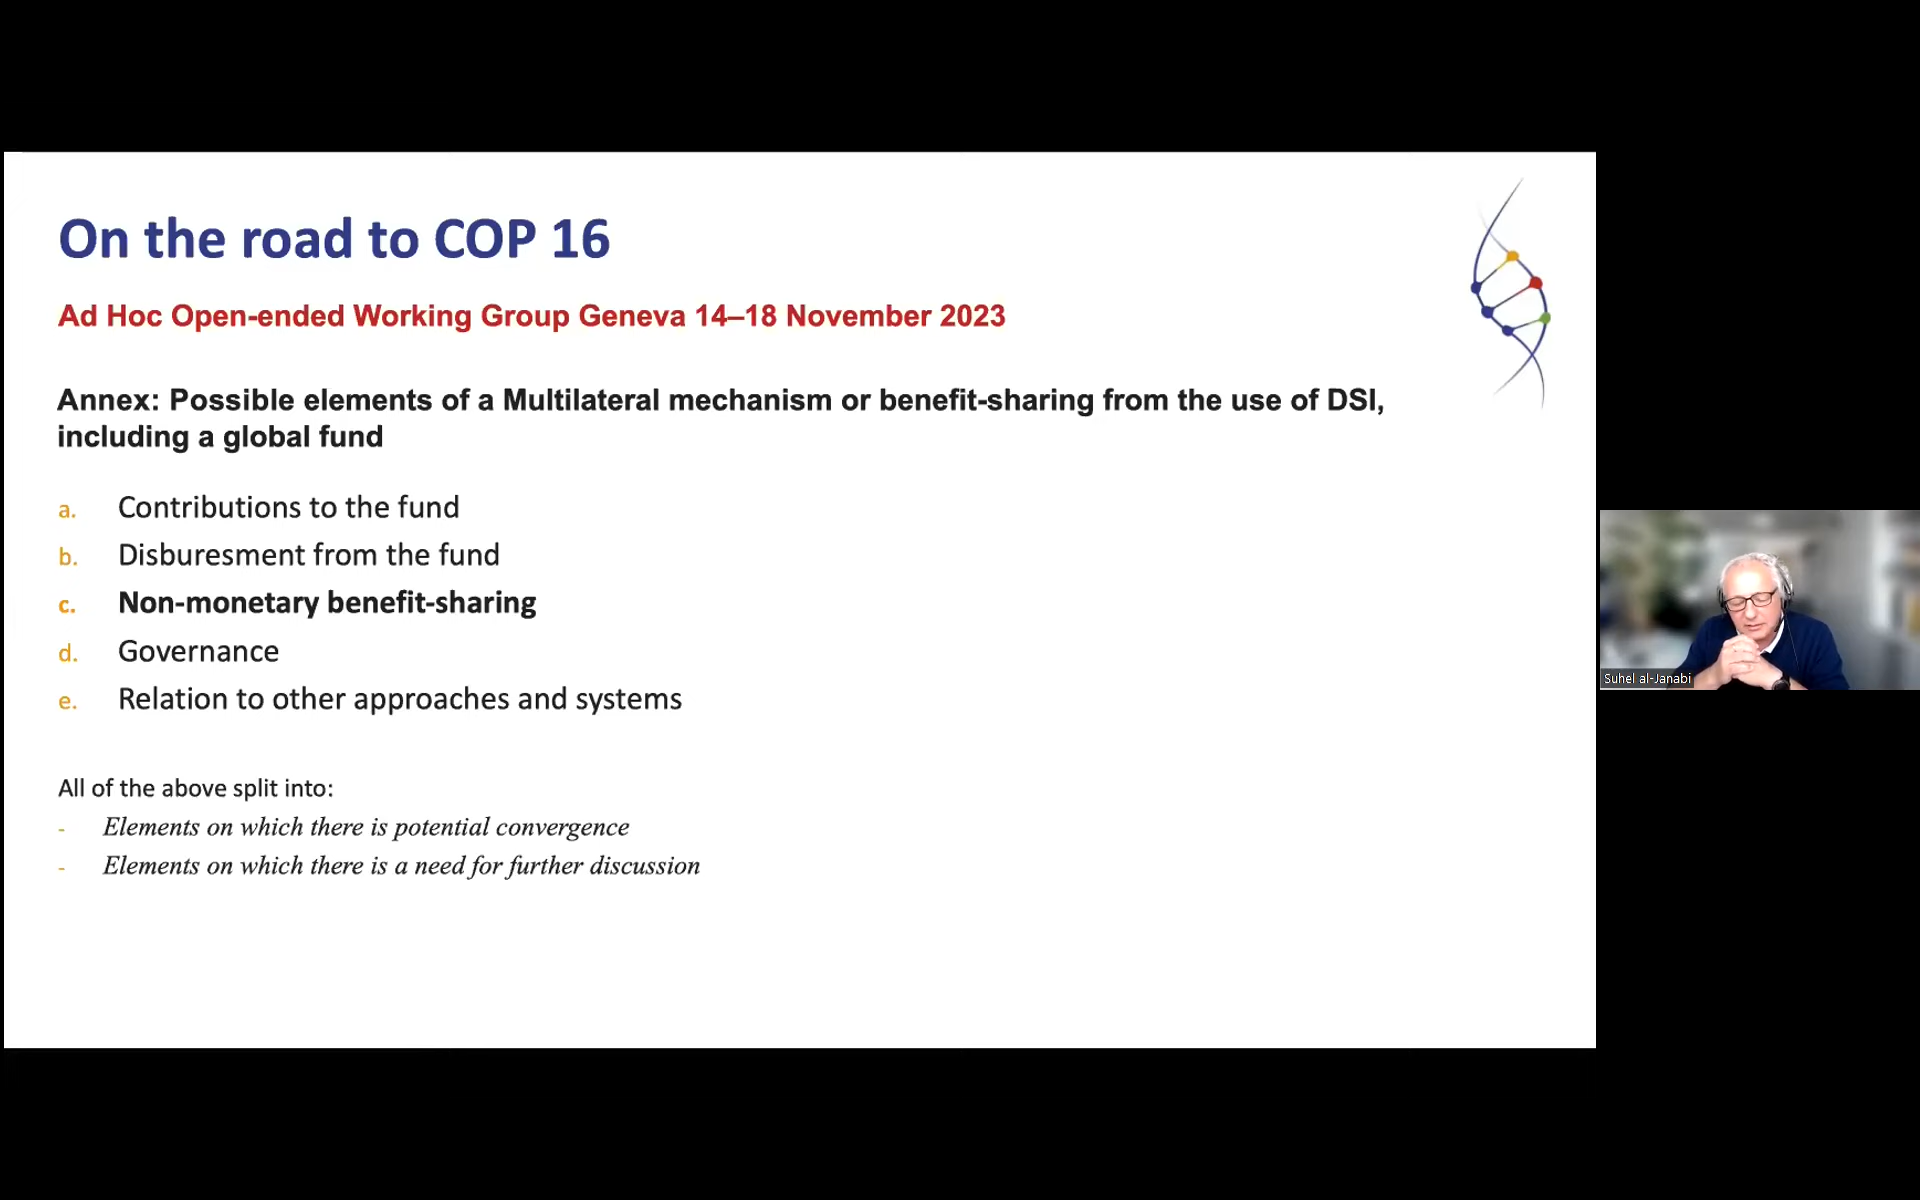 On the road to COP 16
Ad Hoc Open-ended Working Group Geneva 14–18 November 2023
Annex: Possible elements of a Multilateral mechanism or benefit-sharing from the use of DSI,
including a global fund
a. Contributions to the fund
b. Disburesment from the fund
c. Non-monetary benefit-sharing
d. Governance
e. Relation to other approaches and systems
All of the above split into:
- Elements on which there is potential convergence
- Elements on which there is a need for further discussion
Suhel al-Janabi